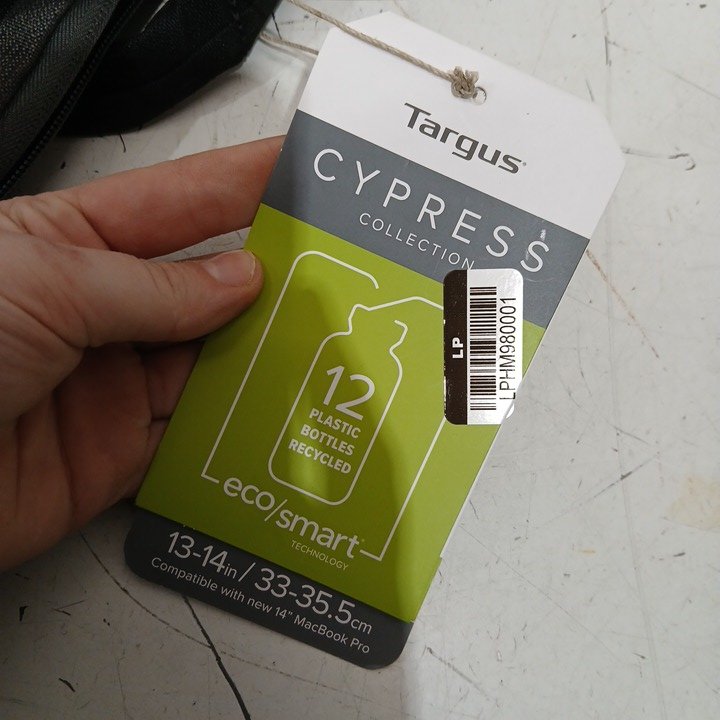 Targus
CYPRESS
COLLECTION
LP
LPHM980001
12
PLASTIC
BOTTLES
RECYCLED
eco/smart
TECHNOLOGY
13-14in / 33-35.5cm
Compatible with new 14" MacBook Pro